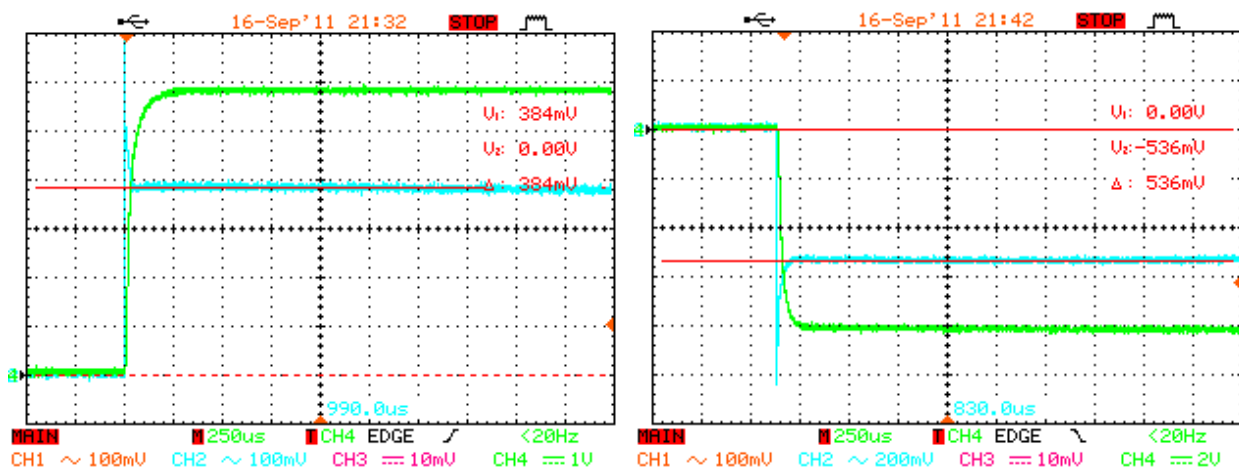 16-Sep'11 21:32 STOP
V1: 384mV
V2: 0.00V
Δ: 384mV
990.0us
MAIN M 250us T CH4 EDGE <20Hz
CH1 ~ 100mV CH2 ~ 100mV CH3 10mV CH4 1V
16-Sep'11 21:42 STOP
V1: 0.00V
V2:-536mV
Δ: 536mV
830.0us
MAIN M 250us T CH4 EDGE <20Hz
CH1 ~ 100mV CH2 ~ 200mV CH3 10mV CH4 2V